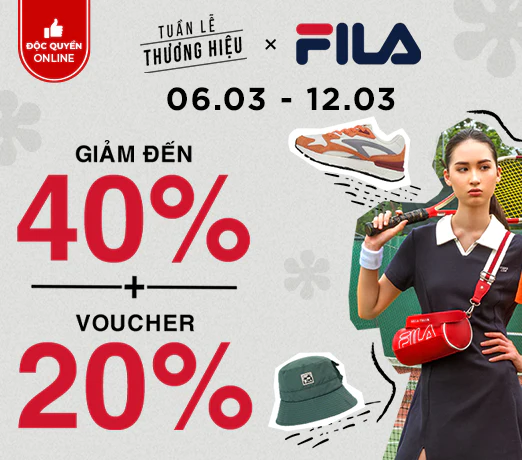 ĐỘC QUYỀN
ONLINE
TUẦN LỄ
THƯƠNG HIỆU × FILA
06.03 - 12.03
GIẢM ĐẾN
40%
+
VOUCHER
20%
FILA